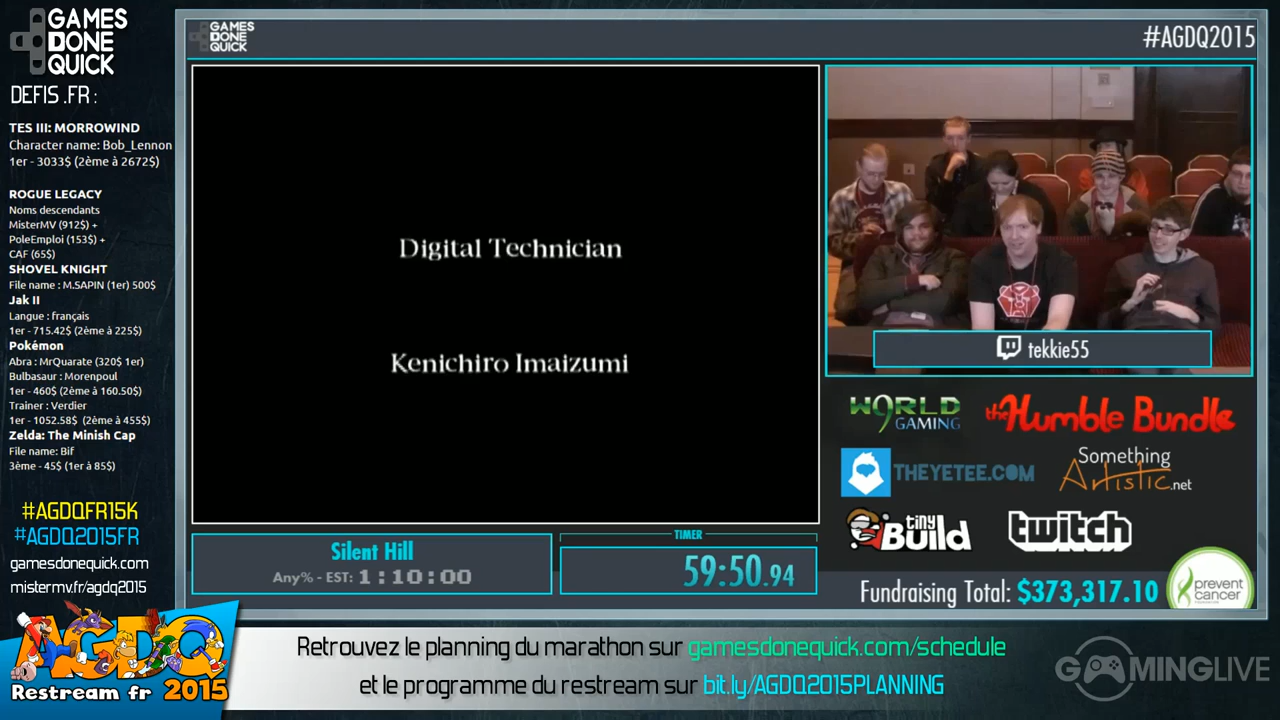 GAMES
DONE
QUICK
DEFIS .FR :
TES III: MORROWIND
Character name: Bob_Lennon
1er - 3033$ (2ème à 2672$)
ROGUE LEGACY
Noms descendants
MisterMV (912$) +
PoleEmploi (153$) +
CAF (65$)
SHOVEL KNIGHT
File name : M.SAPIN (1er) 500$
Jak II
Langue : français
1er - 715.42$ (2ème à 225$)
Pokémon
Abra : MrQuarate (320$ 1er)
Bulbasaur : Morenpoul
1er - 460$ (2ème à 160.50$)
Trainer : Verdier
1er - 1052.58$ (2ème à 455$)
Zelda: The Minish Cap
File name: Bif
3ème - 45$ (1er à 85$)
#AGDQFR15K
#AGDQ2015FR
gamesdonequick.com
mistermv.fr/agdq2015
AGDQ
Restream fr 2015
GAMES
DONE
QUICK
#AGDQ2015
Digital Technician
Kenichiro Imaizumi
tekkie55
WORLD
GAMING
the Humble Bundle
THEYETEE.COM
Something
Artistic.net
tiny
Build
twitch
Silent Hill
Any% - EST: 1:10:00
TIMER
59:50.94
Fundraising Total: $373,317.10
prevent
cancer
Retrouvez le planning du marathon sur gamesdonequick.com/schedule
et le programme du restream sur bit.ly/AGDQ2015PLANNING
GAMINGLIVE